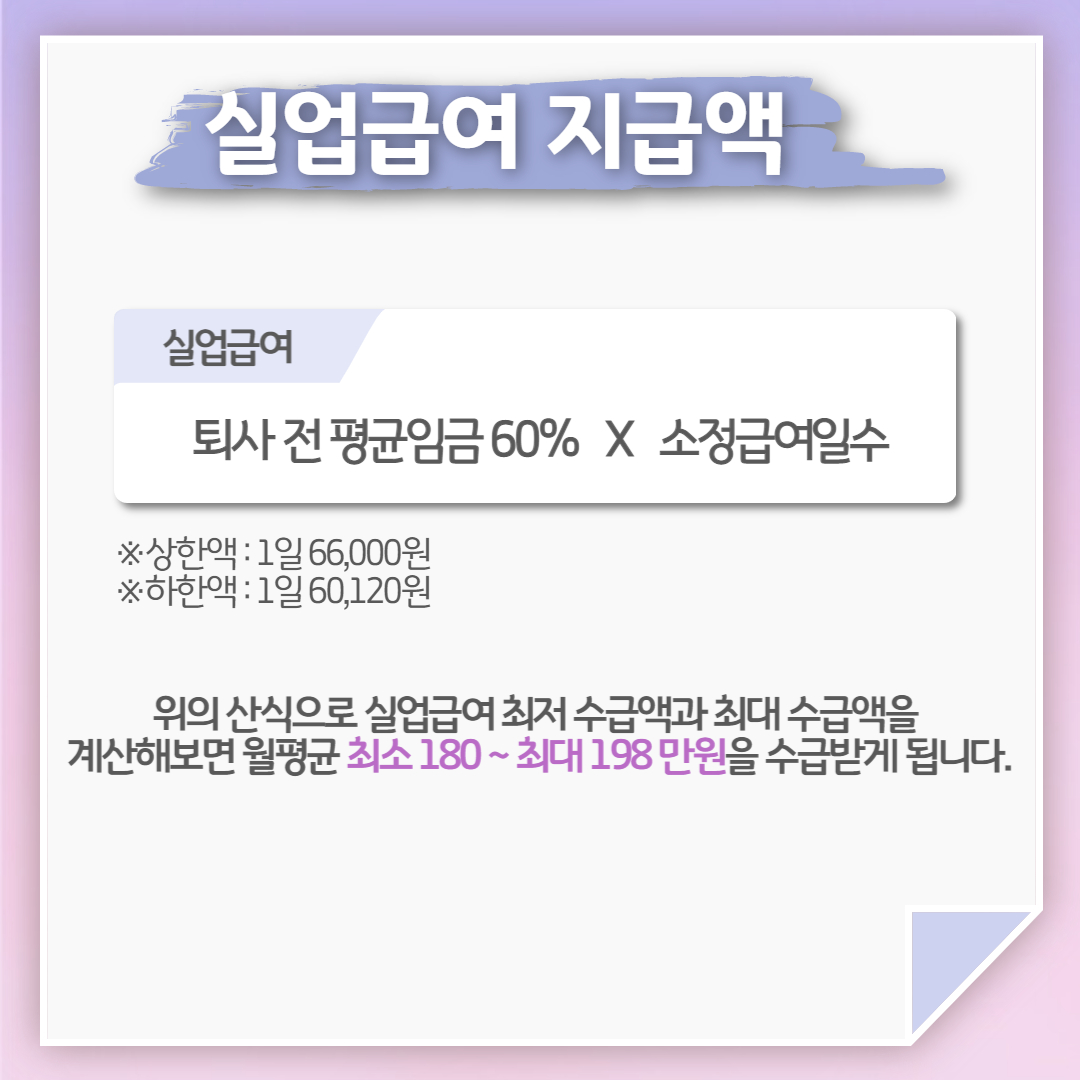 실업급여 지급액
실업급여
퇴사 전 평균임금 60% X 소정급여일수
※상한액 : 1일 66,000원
※하한액 : 1일 60,120원
위의 산식으로 실업급여 최저 수급액과 최대 수급액을
계산해보면 월평균 최소 180 ~ 최대 198 만원을 수급받게 됩니다.